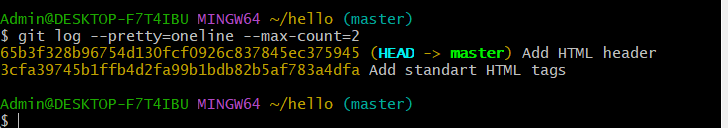 Admin@DESKTOP-F7T4IBU MINGW64 ~/hello (master)
$ git log --pretty=oneline --max-count=2
65b3f328b96754d130fcf0926c837845ec375945 (HEAD -> master) Add HTML header
3cfa39745b1ffb4d2fa99b1bdb82b5af783a4dfa Add standart HTML tags
Admin@DESKTOP-F7T4IBU MINGW64 ~/hello (master)
$